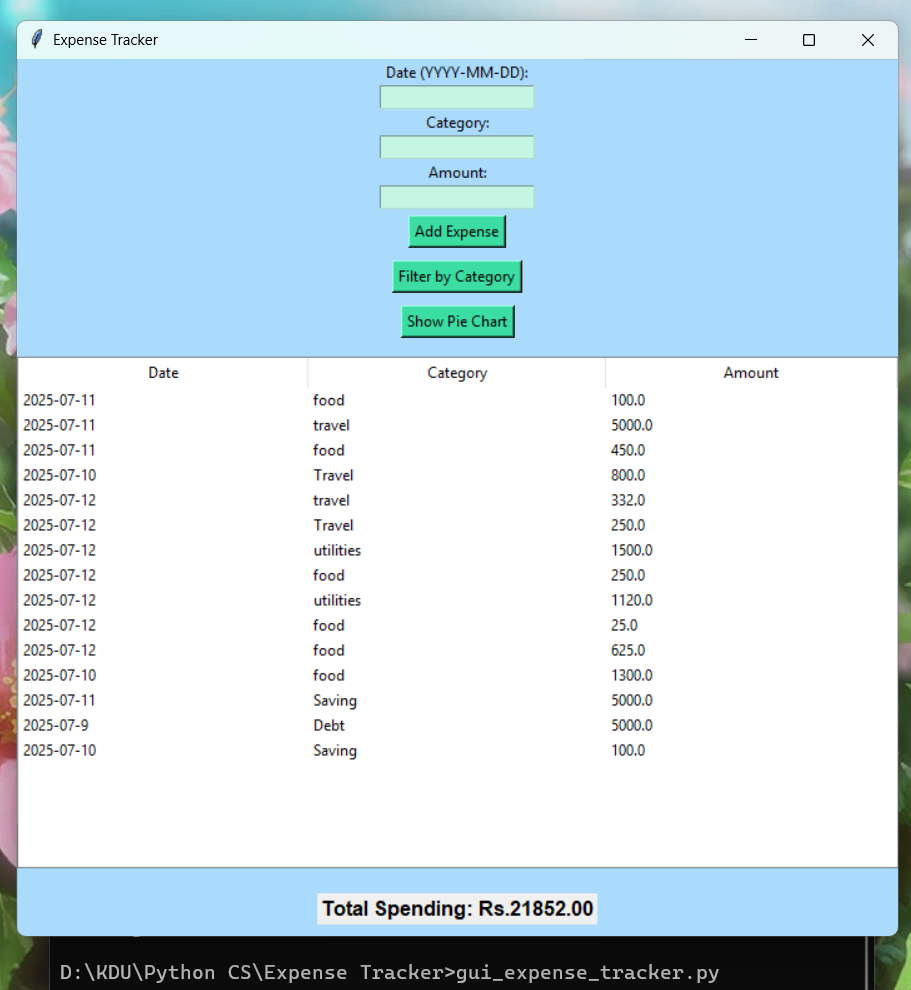 Expense Tracker
Date (YYYY-MM-DD):
Category:
Amount:
Add Expense
Filter by Category
Show Pie Chart
Date Category Amount
2025-07-11 food 100.0
2025-07-11 travel 5000.0
2025-07-11 food 450.0
2025-07-10 Travel 800.0
2025-07-12 travel 332.0
2025-07-12 Travel 250.0
2025-07-12 utilities 1500.0
2025-07-12 food 250.0
2025-07-12 utilities 1120.0
2025-07-12 food 25.0
2025-07-12 food 625.0
2025-07-10 food 1300.0
2025-07-11 Saving 5000.0
2025-07-9 Debt 5000.0
2025-07-10 Saving 100.0
Total Spending: Rs.21852.00
D:\KDU\Python CS\Expense Tracker>gui_expense_tracker.py